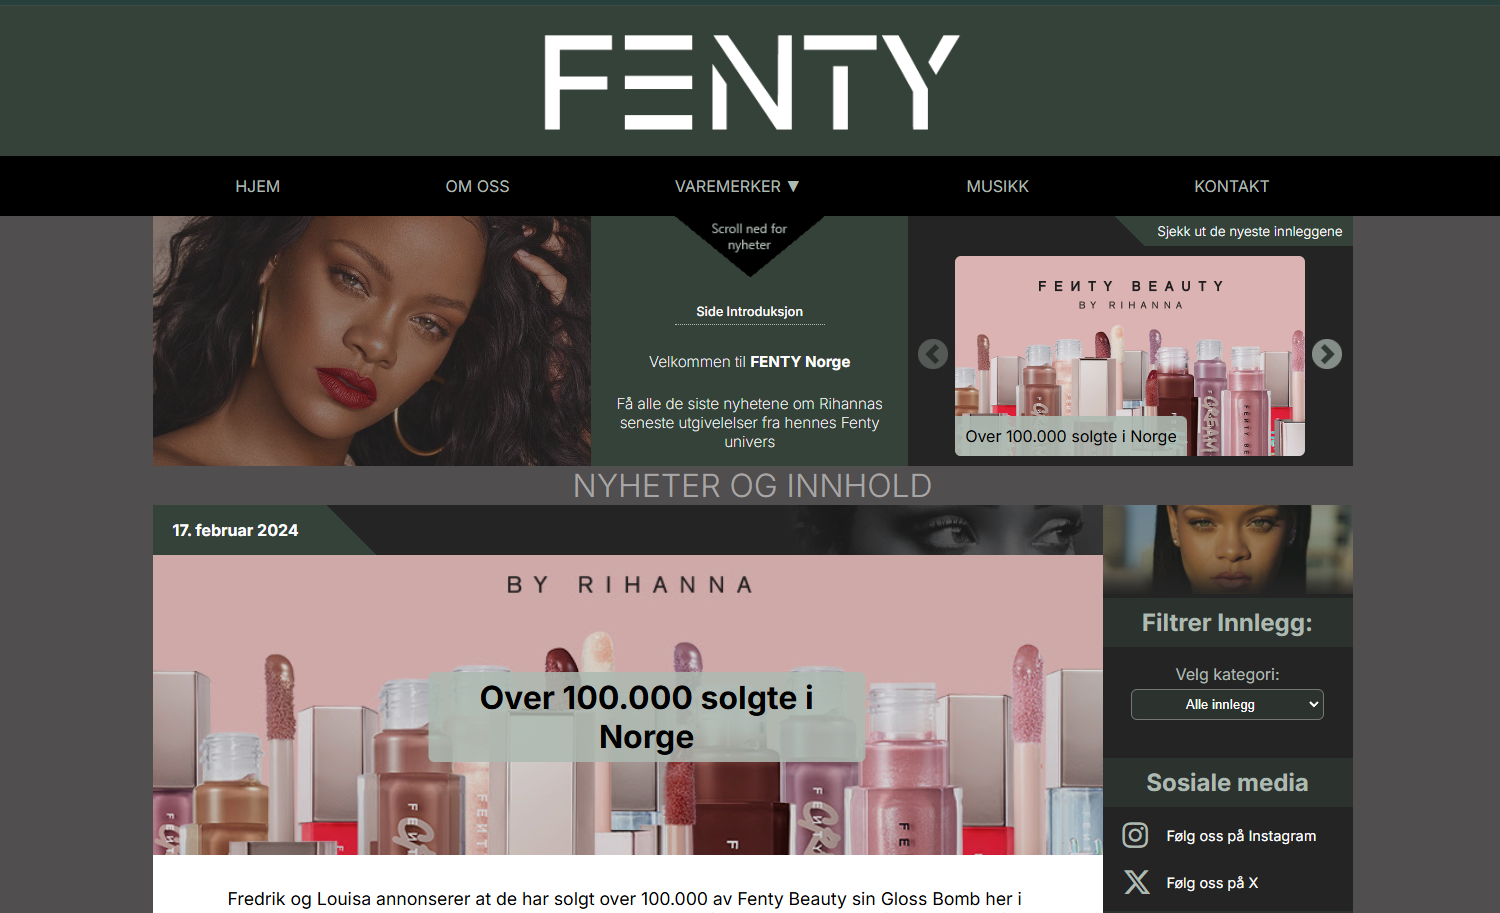 FENTY
HJEM
OM OSS
VAREMERKER ▼
MUSIKK
KONTAKT
Scroll ned for
nyheter
Side Introduksjon
Velkommen til FENTY Norge
Få alle de siste nyhetene om Rihannas
seneste utgivelser fra hennes Fenty
univers
Sjekk ut de nyeste innleggene
FENTY BEAUTY
BY RIHANNA
Over 100.000 solgte i Norge
NYHETER OG INNHOLD
17. februar 2024
BY RIHANNA
Over 100.000 solgte i
Norge
Fredrik og Louisa annonserer at de har solgt over 100.000 av Fenty Beauty sin Gloss Bomb her i
Filtrer Innlegg:
Velg kategori:
Alle innlegg
Sosiale media
Følg oss på Instagram
Følg oss på X